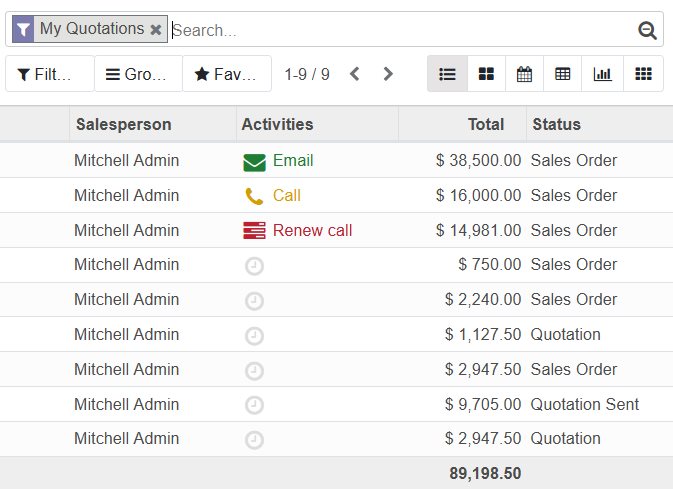 My Quotations Search...
Filt... Gro... Fav... 1-9 / 9
Salesperson Activities Total Status
Mitchell Admin Email $ 38,500.00 Sales Order
Mitchell Admin Call $ 16,000.00 Sales Order
Mitchell Admin Renew call $ 14,981.00 Sales Order
Mitchell Admin $ 750.00 Sales Order
Mitchell Admin $ 2,240.00 Sales Order
Mitchell Admin $ 1,127.50 Quotation
Mitchell Admin $ 2,947.50 Sales Order
Mitchell Admin $ 9,705.00 Quotation Sent
Mitchell Admin $ 2,947.50 Quotation
89,198.50